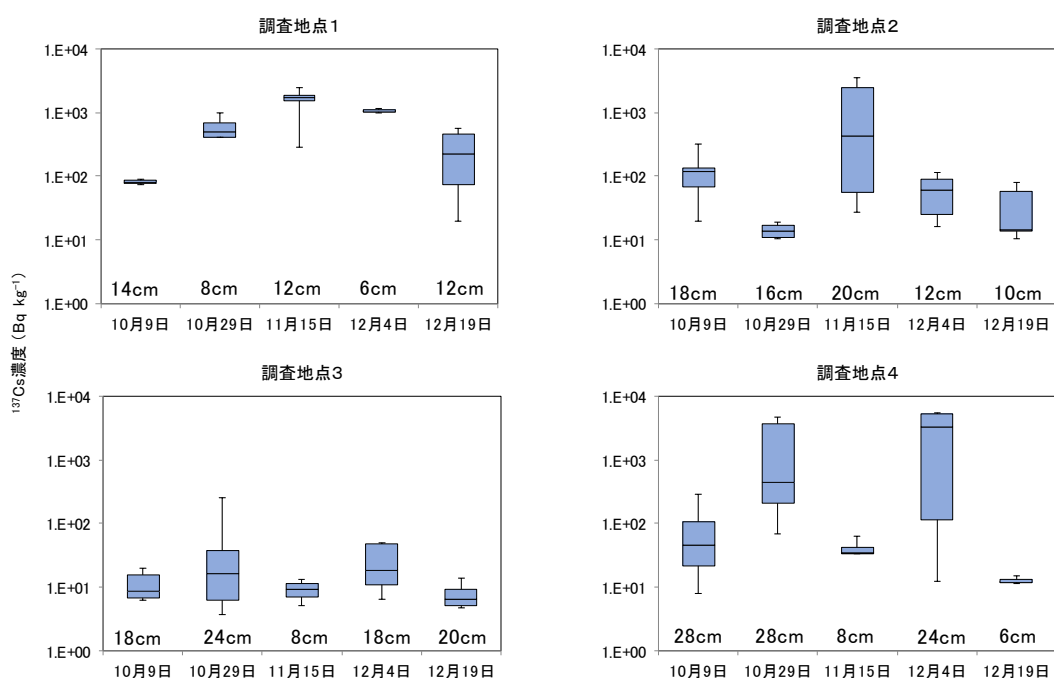 調査地点1
1.E+04
1.E+03
1.E+02
1.E+01
1.E+00
14cm 8cm 12cm 6cm 12cm
10月9日 10月29日 11月15日 12月4日 12月19日
調査地点2
1.E+04
1.E+03
1.E+02
1.E+01
1.E+00
18cm 16cm 20cm 12cm 10cm
10月9日 10月29日 11月15日 12月4日 12月19日
¹³⁷Cs濃度（Bq kg⁻¹）
調査地点3
1.E+04
1.E+03
1.E+02
1.E+01
1.E+00
18cm 24cm 8cm 18cm 20cm
10月9日 10月29日 11月15日 12月4日 12月19日
調査地点4
1.E+04
1.E+03
1.E+02
1.E+01
1.E+00
28cm 28cm 8cm 24cm 6cm
10月9日 10月29日 11月15日 12月4日 12月19日